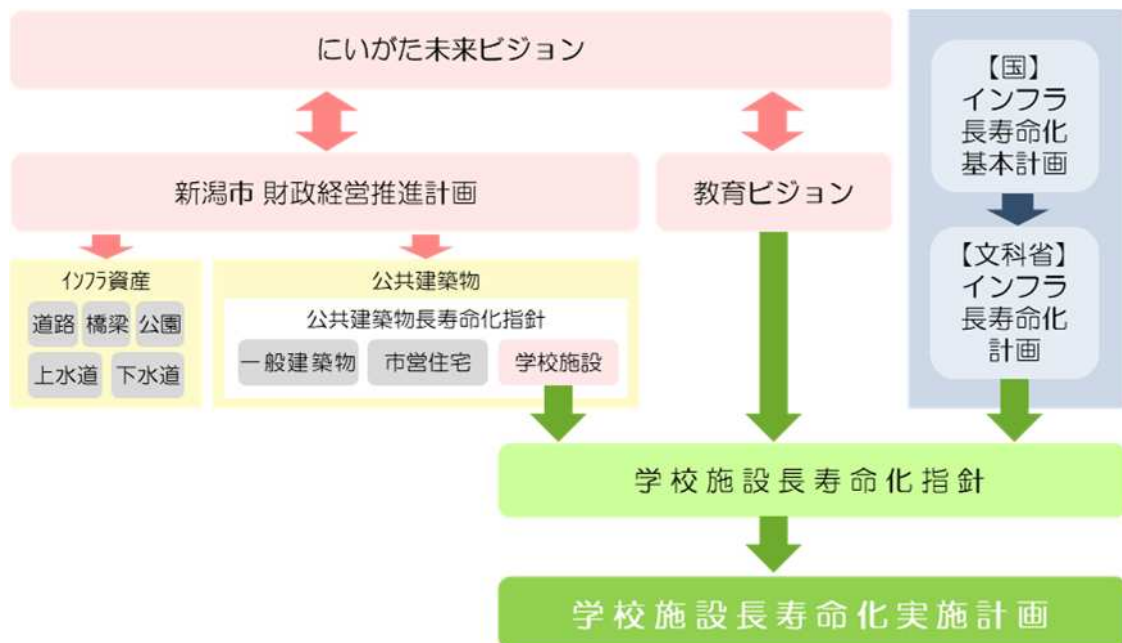 にいがた未来ビジョン
新潟市 財政経営推進計画
教育ビジョン
インフラ資産
道路 橋梁 公園
上水道 下水道
公共建築物
公共建築物長寿命化指針
一般建築物 市営住宅 学校施設
【国】
インフラ
長寿命化
基本計画
【文科省】
インフラ
長寿命化
計画
学校施設長寿命化指針
学校施設長寿命化実施計画